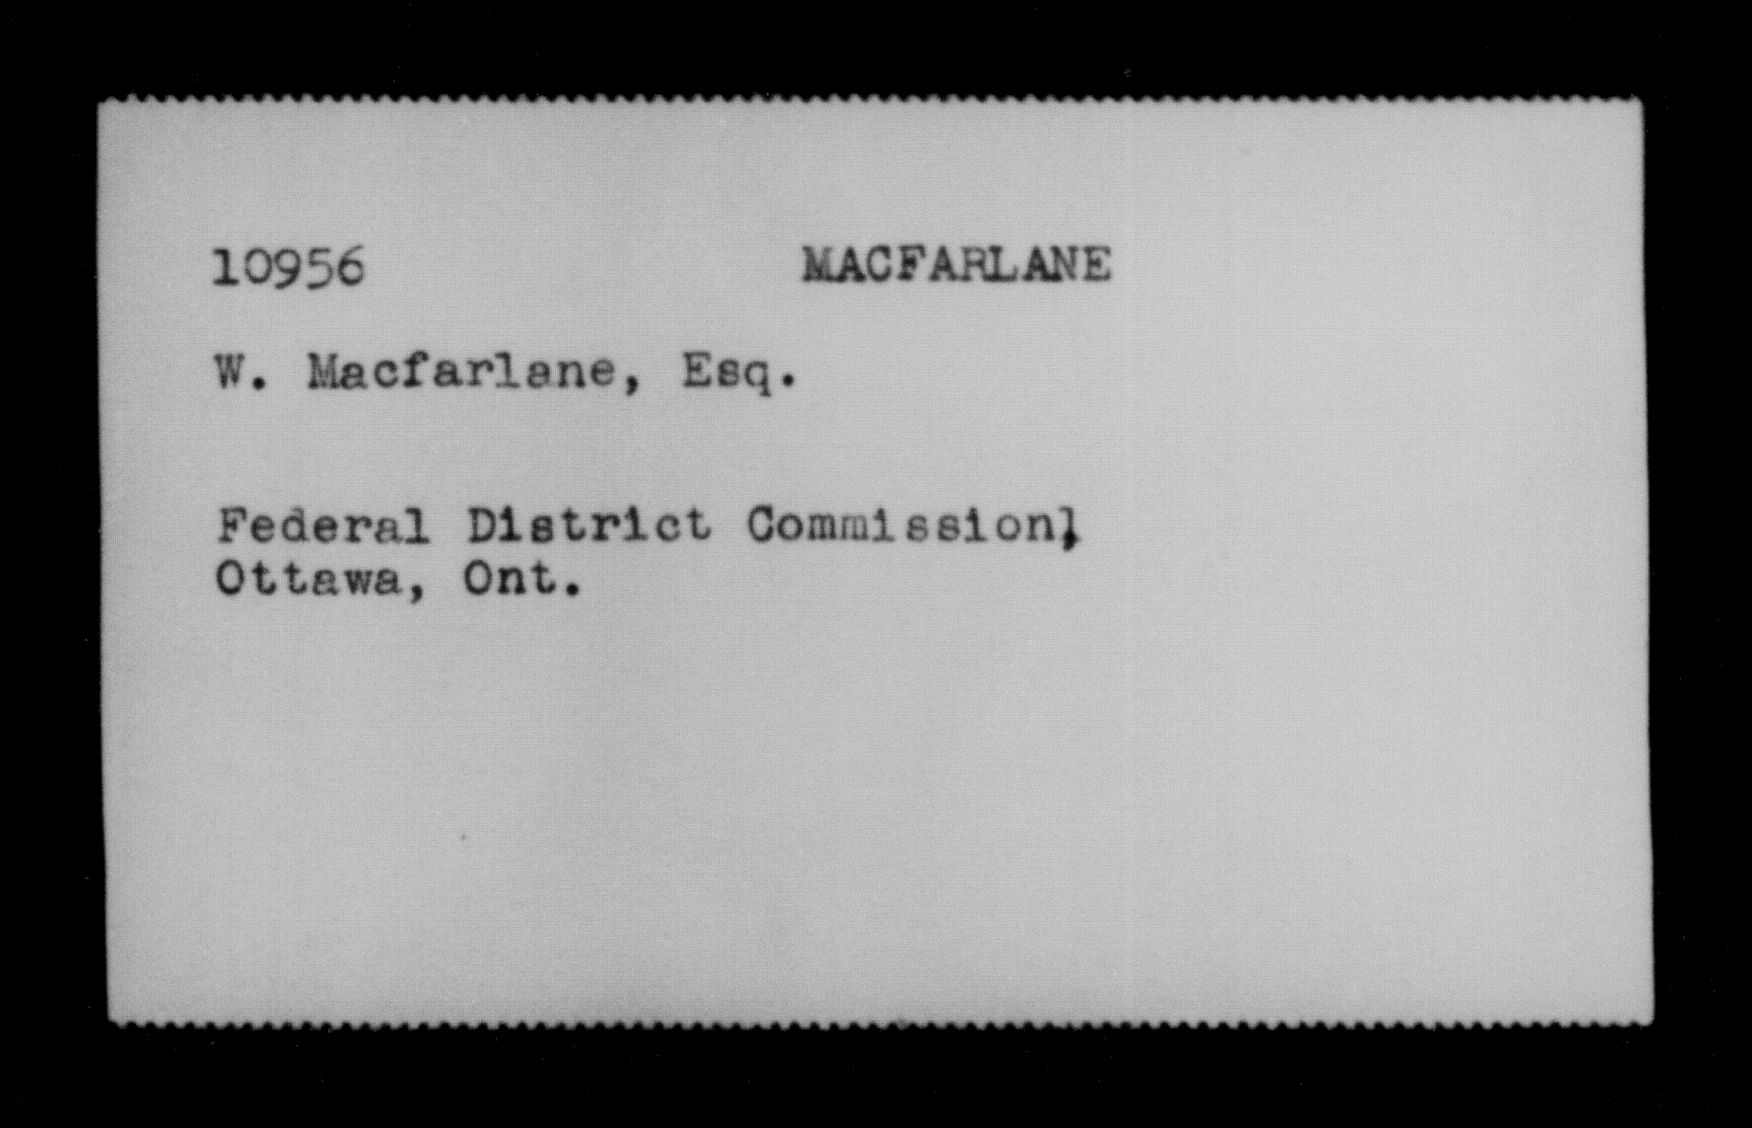 10956 MACFARLANE
W. Macfarlane, Esq.
Federal District Commission,
Ottawa, Ont.